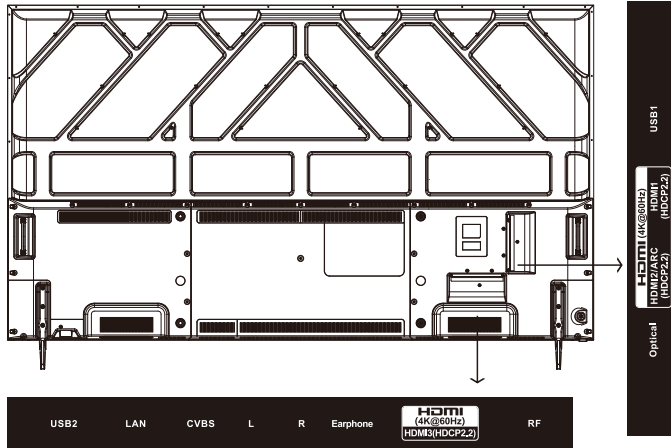 USB1
HDMI (4K@60Hz)
HDMI1
(HDCP2.2)
HDMI2/ARC
(HDCP2.2)
Optical
USB2 LAN CVBS L R Earphone HDMI RF
(4K@60Hz)
HDMI3(HDCP2.2)